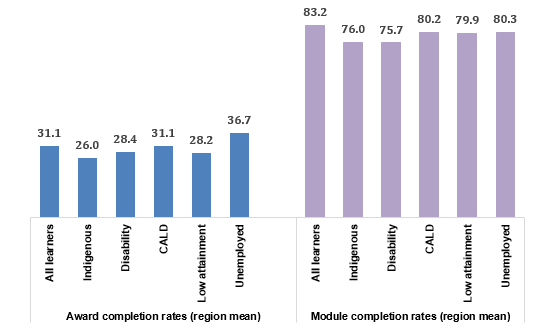 83.2
76.0
75.7
80.2
79.9
80.3
31.1
26.0
28.4
31.1
28.2
36.7
All learners
Indigenous
Disability
CALD
Low attainment
Unemployed
All learners
Indigenous
Disability
CALD
Low attainment
Unemployed
Award completion rates (region mean)
Module completion rates (region mean)